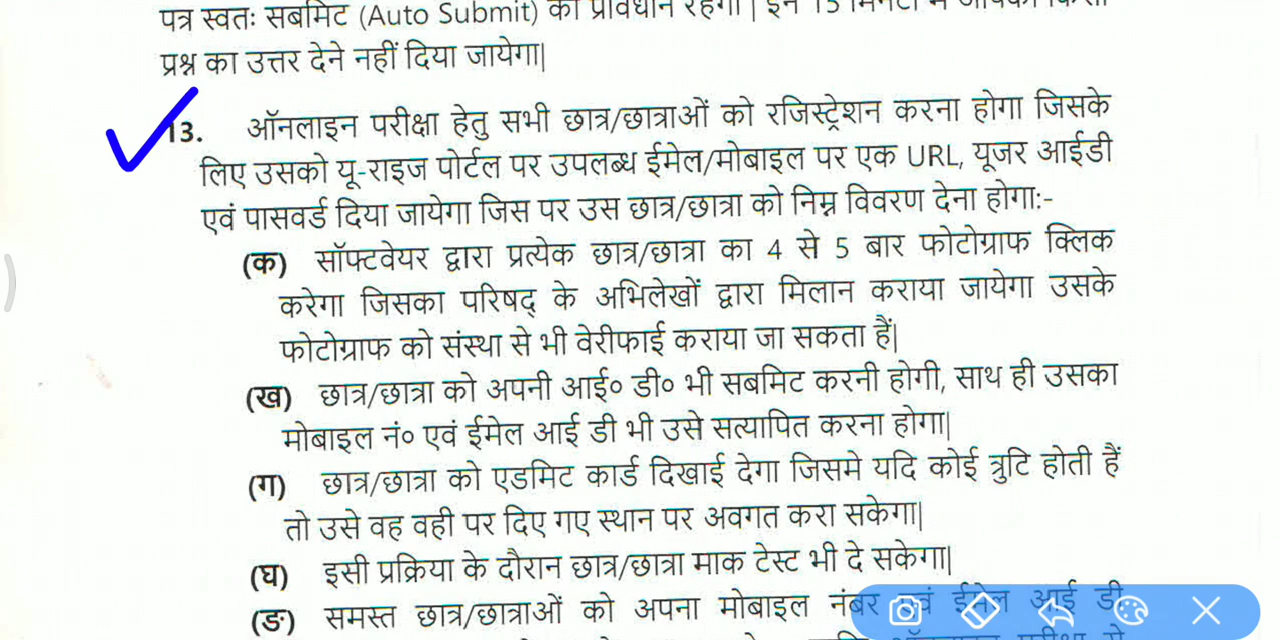 पत्र स्वतः सबमिट (Auto Submit) का प्रावधान रहेगा| इन 15 मिनटों में आपको किसी
प्रश्न का उत्तर देने नहीं दिया जायेगा|
13. ऑनलाइन परीक्षा हेतु सभी छात्र/छात्राओं को रजिस्ट्रेशन करना होगा जिसके
लिए उसको यू-राइज पोर्टल पर उपलब्ध ईमेल/मोबाइल पर एक URL, यूजर आईडी
एवं पासवर्ड दिया जायेगा जिस पर उस छात्र/छात्रा को निम्न विवरण देना होगाः-
(क) सॉफ्टवेयर द्वारा प्रत्येक छात्र/छात्रा का 4 से 5 बार फोटोग्राफ क्लिक
करेगा जिसका परिषद् के अभिलेखों द्वारा मिलान कराया जायेगा उसके
फोटोग्राफ को संस्था से भी वेरीफाई कराया जा सकता हैं|
(ख) छात्र/छात्रा को अपनी आई० डी० भी सबमिट करनी होगी, साथ ही उसका
मोबाइल नं० एवं ईमेल आई डी भी उसे सत्यापित करना होगा|
(ग) छात्र/छात्रा को एडमिट कार्ड दिखाई देगा जिसमे यदि कोई त्रुटि होती हैं
तो उसे वह वही पर दिए गए स्थान पर अवगत करा सकेगा|
(घ) इसी प्रक्रिया के दौरान छात्र/छात्रा माक टेस्ट भी दे सकेगा|
(ङ) समस्त छात्र/छात्राओं को अपना मोबाइल नंबर एवं ईमेल आई डी